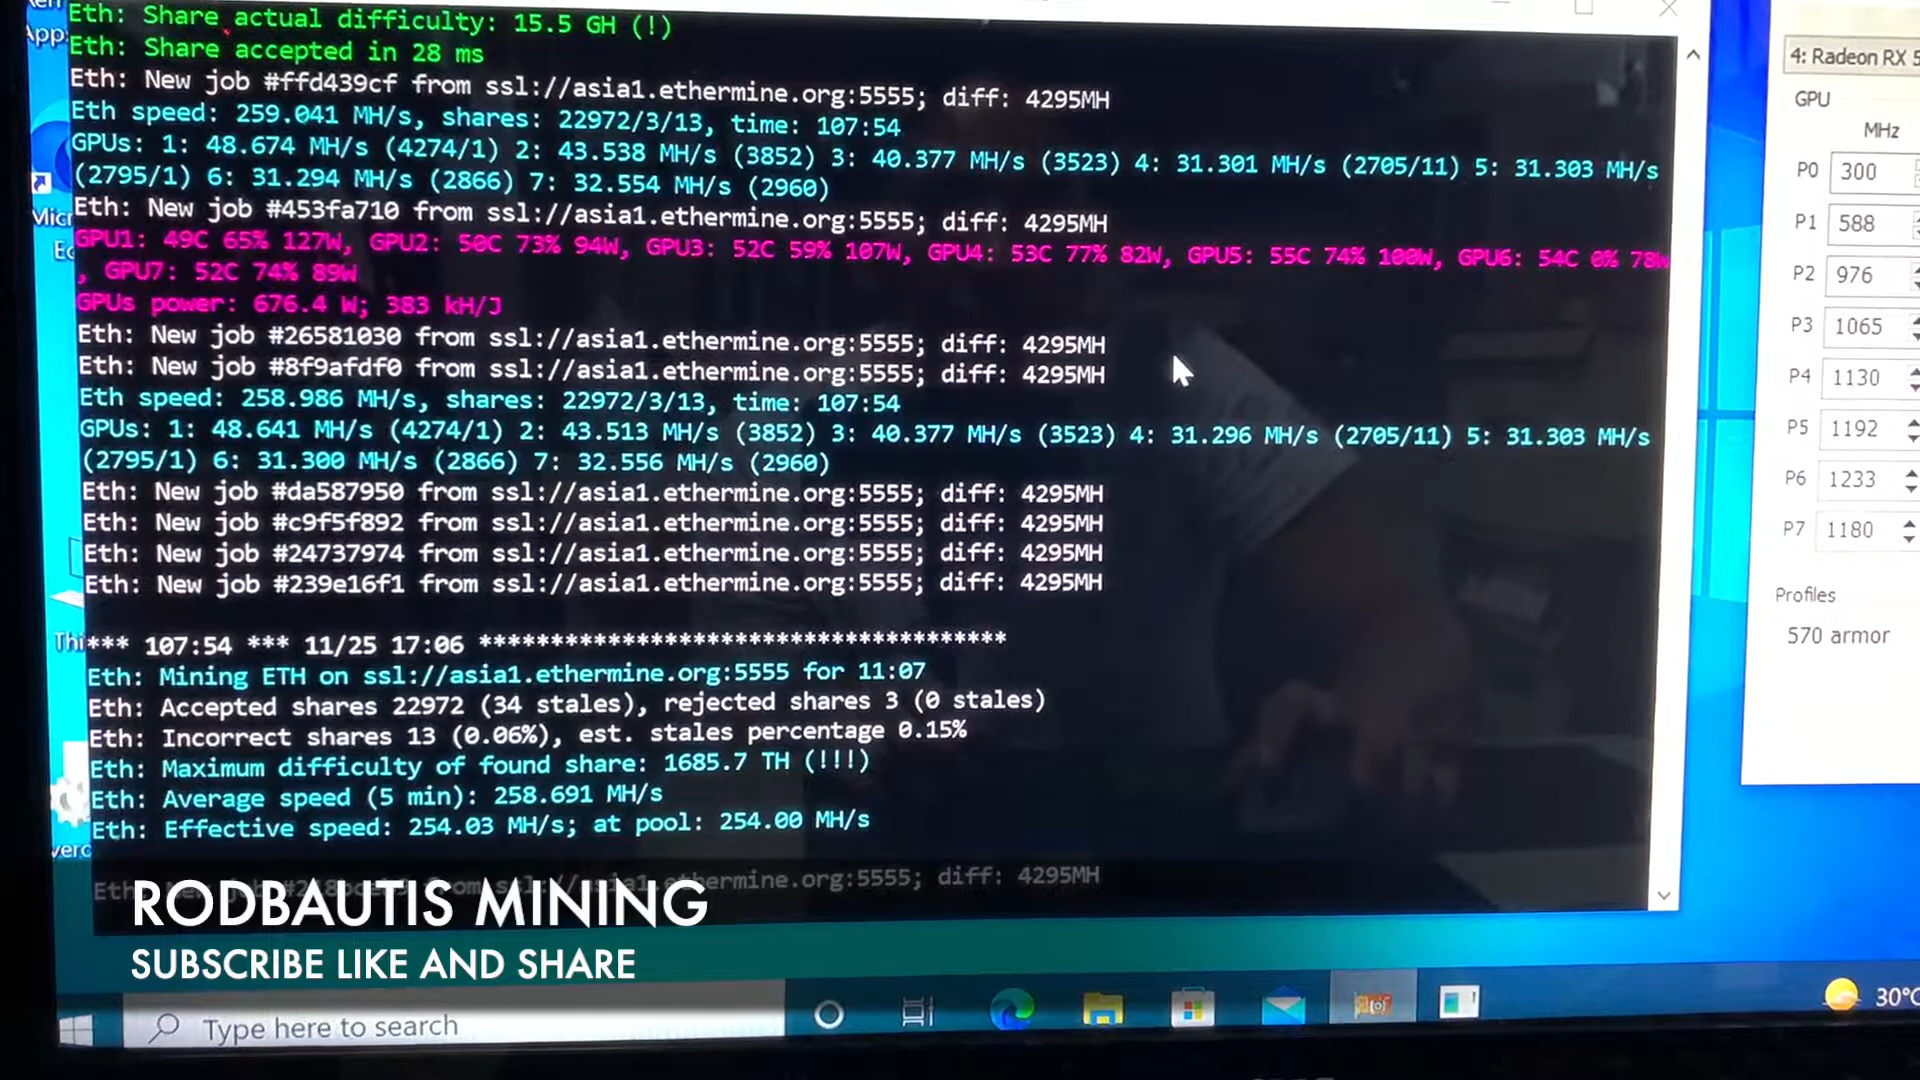 Eth: Share actual difficulty: 15.5 GH (!)
Eth: Share accepted in 28 ms
Eth: New job #ffd439cf from ssl://asia1.ethermine.org:5555; diff: 4295MH
Eth speed: 259.041 MH/s, shares: 22972/3/13, time: 107:54
GPUs: 1: 48.674 MH/s (4274/1) 2: 43.538 MH/s (3852) 3: 40.377 MH/s (3523) 4: 31.301 MH/s (2705/11) 5: 31.303 MH/s
(2795/1) 6: 31.294 MH/s (2866) 7: 32.554 MH/s (2960)
Eth: New job #453fa710 from ssl://asia1.ethermine.org:5555; diff: 4295MH
GPU1: 49C 65% 127W, GPU2: 50C 73% 94W, GPU3: 52C 59% 107W, GPU4: 53C 77% 82W, GPU5: 55C 74% 100W, GPU6: 54C 0% 78W
, GPU7: 52C 74% 89W
GPUs power: 676.4 W; 383 kH/J
Eth: New job #26581030 from ssl://asia1.ethermine.org:5555; diff: 4295MH
Eth: New job #8f9afdf0 from ssl://asia1.ethermine.org:5555; diff: 4295MH
Eth speed: 258.986 MH/s, shares: 22972/3/13, time: 107:54
GPUs: 1: 48.641 MH/s (4274/1) 2: 43.513 MH/s (3852) 3: 40.377 MH/s (3523) 4: 31.296 MH/s (2705/11) 5: 31.303 MH/s
(2795/1) 6: 31.300 MH/s (2866) 7: 32.556 MH/s (2960)
Eth: New job #da587950 from ssl://asia1.ethermine.org:5555; diff: 4295MH
Eth: New job #c9f5f892 from ssl://asia1.ethermine.org:5555; diff: 4295MH
Eth: New job #24737974 from ssl://asia1.ethermine.org:5555; diff: 4295MH
Eth: New job #239e16f1 from ssl://asia1.ethermine.org:5555; diff: 4295MH
*** 107:54 *** 11/25 17:06 **************************************
Eth: Mining ETH on ssl://asia1.ethermine.org:5555 for 11:07
Eth: Accepted shares 22972 (34 stales), rejected shares 3 (0 stales)
Eth: Incorrect shares 13 (0.06%), est. stales percentage 0.15%
Eth: Maximum difficulty of found share: 1685.7 TH (!!!)
Eth: Average speed (5 min): 258.691 MH/s
Eth: Effective speed: 254.03 MH/s; at pool: 254.00 MH/s
ermine.org:5555; diff: 4295MH
RODBAUTIS MINING
SUBSCRIBE LIKE AND SHARE
Type here to search
30°C
4: Radeon RX 5
GPU
MHz
P0 300
P1 588
P2 976
P3 1065
P4 1130
P5 1192
P6 1233
P7 1180
Profiles
570 armor